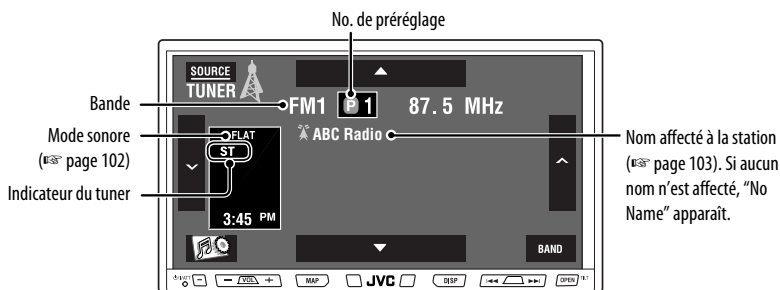 No. de préréglage
SOURCE
TUNER
Bande
FM1 P 1 87.5 MHz
Mode sonore
(☞ page 102)
FLAT
ABC Radio
ST
Indicateur du tuner
Nom affecté à la station
(☞ page 103). Si aucun
nom n'est affecté, “No
Name” apparaît.
3:45 PM
BAND
− VOL +
MAP
JVC
DISP
OPEN
TILT